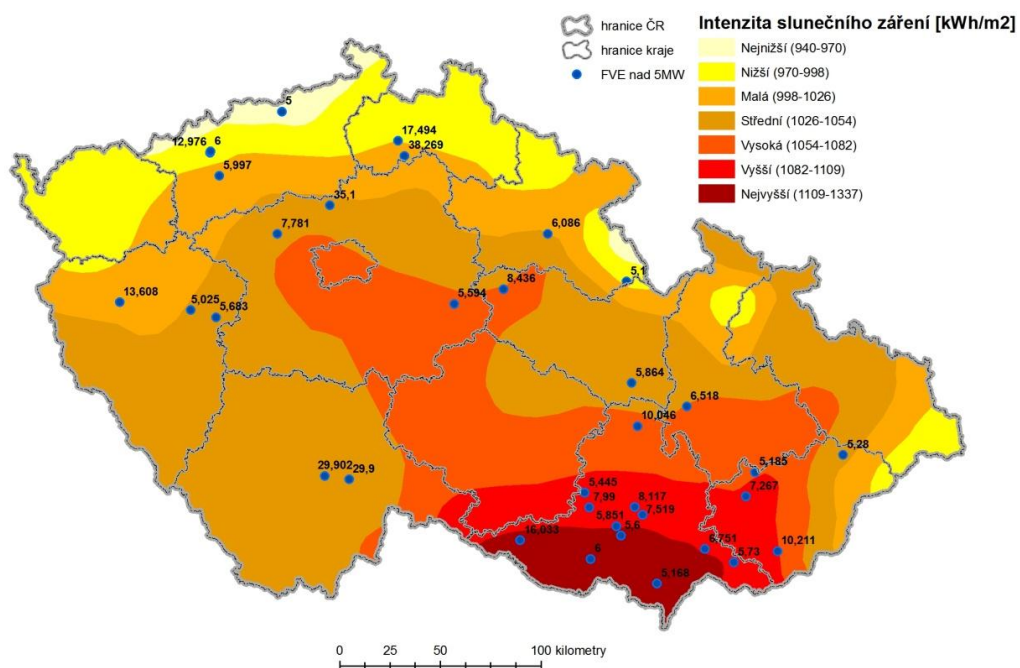 Intenzita slunečního záření [kWh/m2]
hranice ČR
hranice kraje
FVE nad 5MW
Nejnižší (940-970)
Nižší (970-998)
Malá (998-1026)
Střední (1026-1054)
Vysoká (1054-1082)
Vyšší (1082-1109)
Nejvyšší (1109-1337)
5
17,494
12,976 6
38,269
5,997
35,1
7,781
6,086
5,1
8,436
5,594
13,608
5,025
5,683
5,864
6,518
10,046
5,28
5,185
29,902 29,9
5,445
7,267
7,99
8,117
7,519
5,851
5,6
16,033
6,751
10,211
6
5,73
5,168
0 25 50 100 kilometry